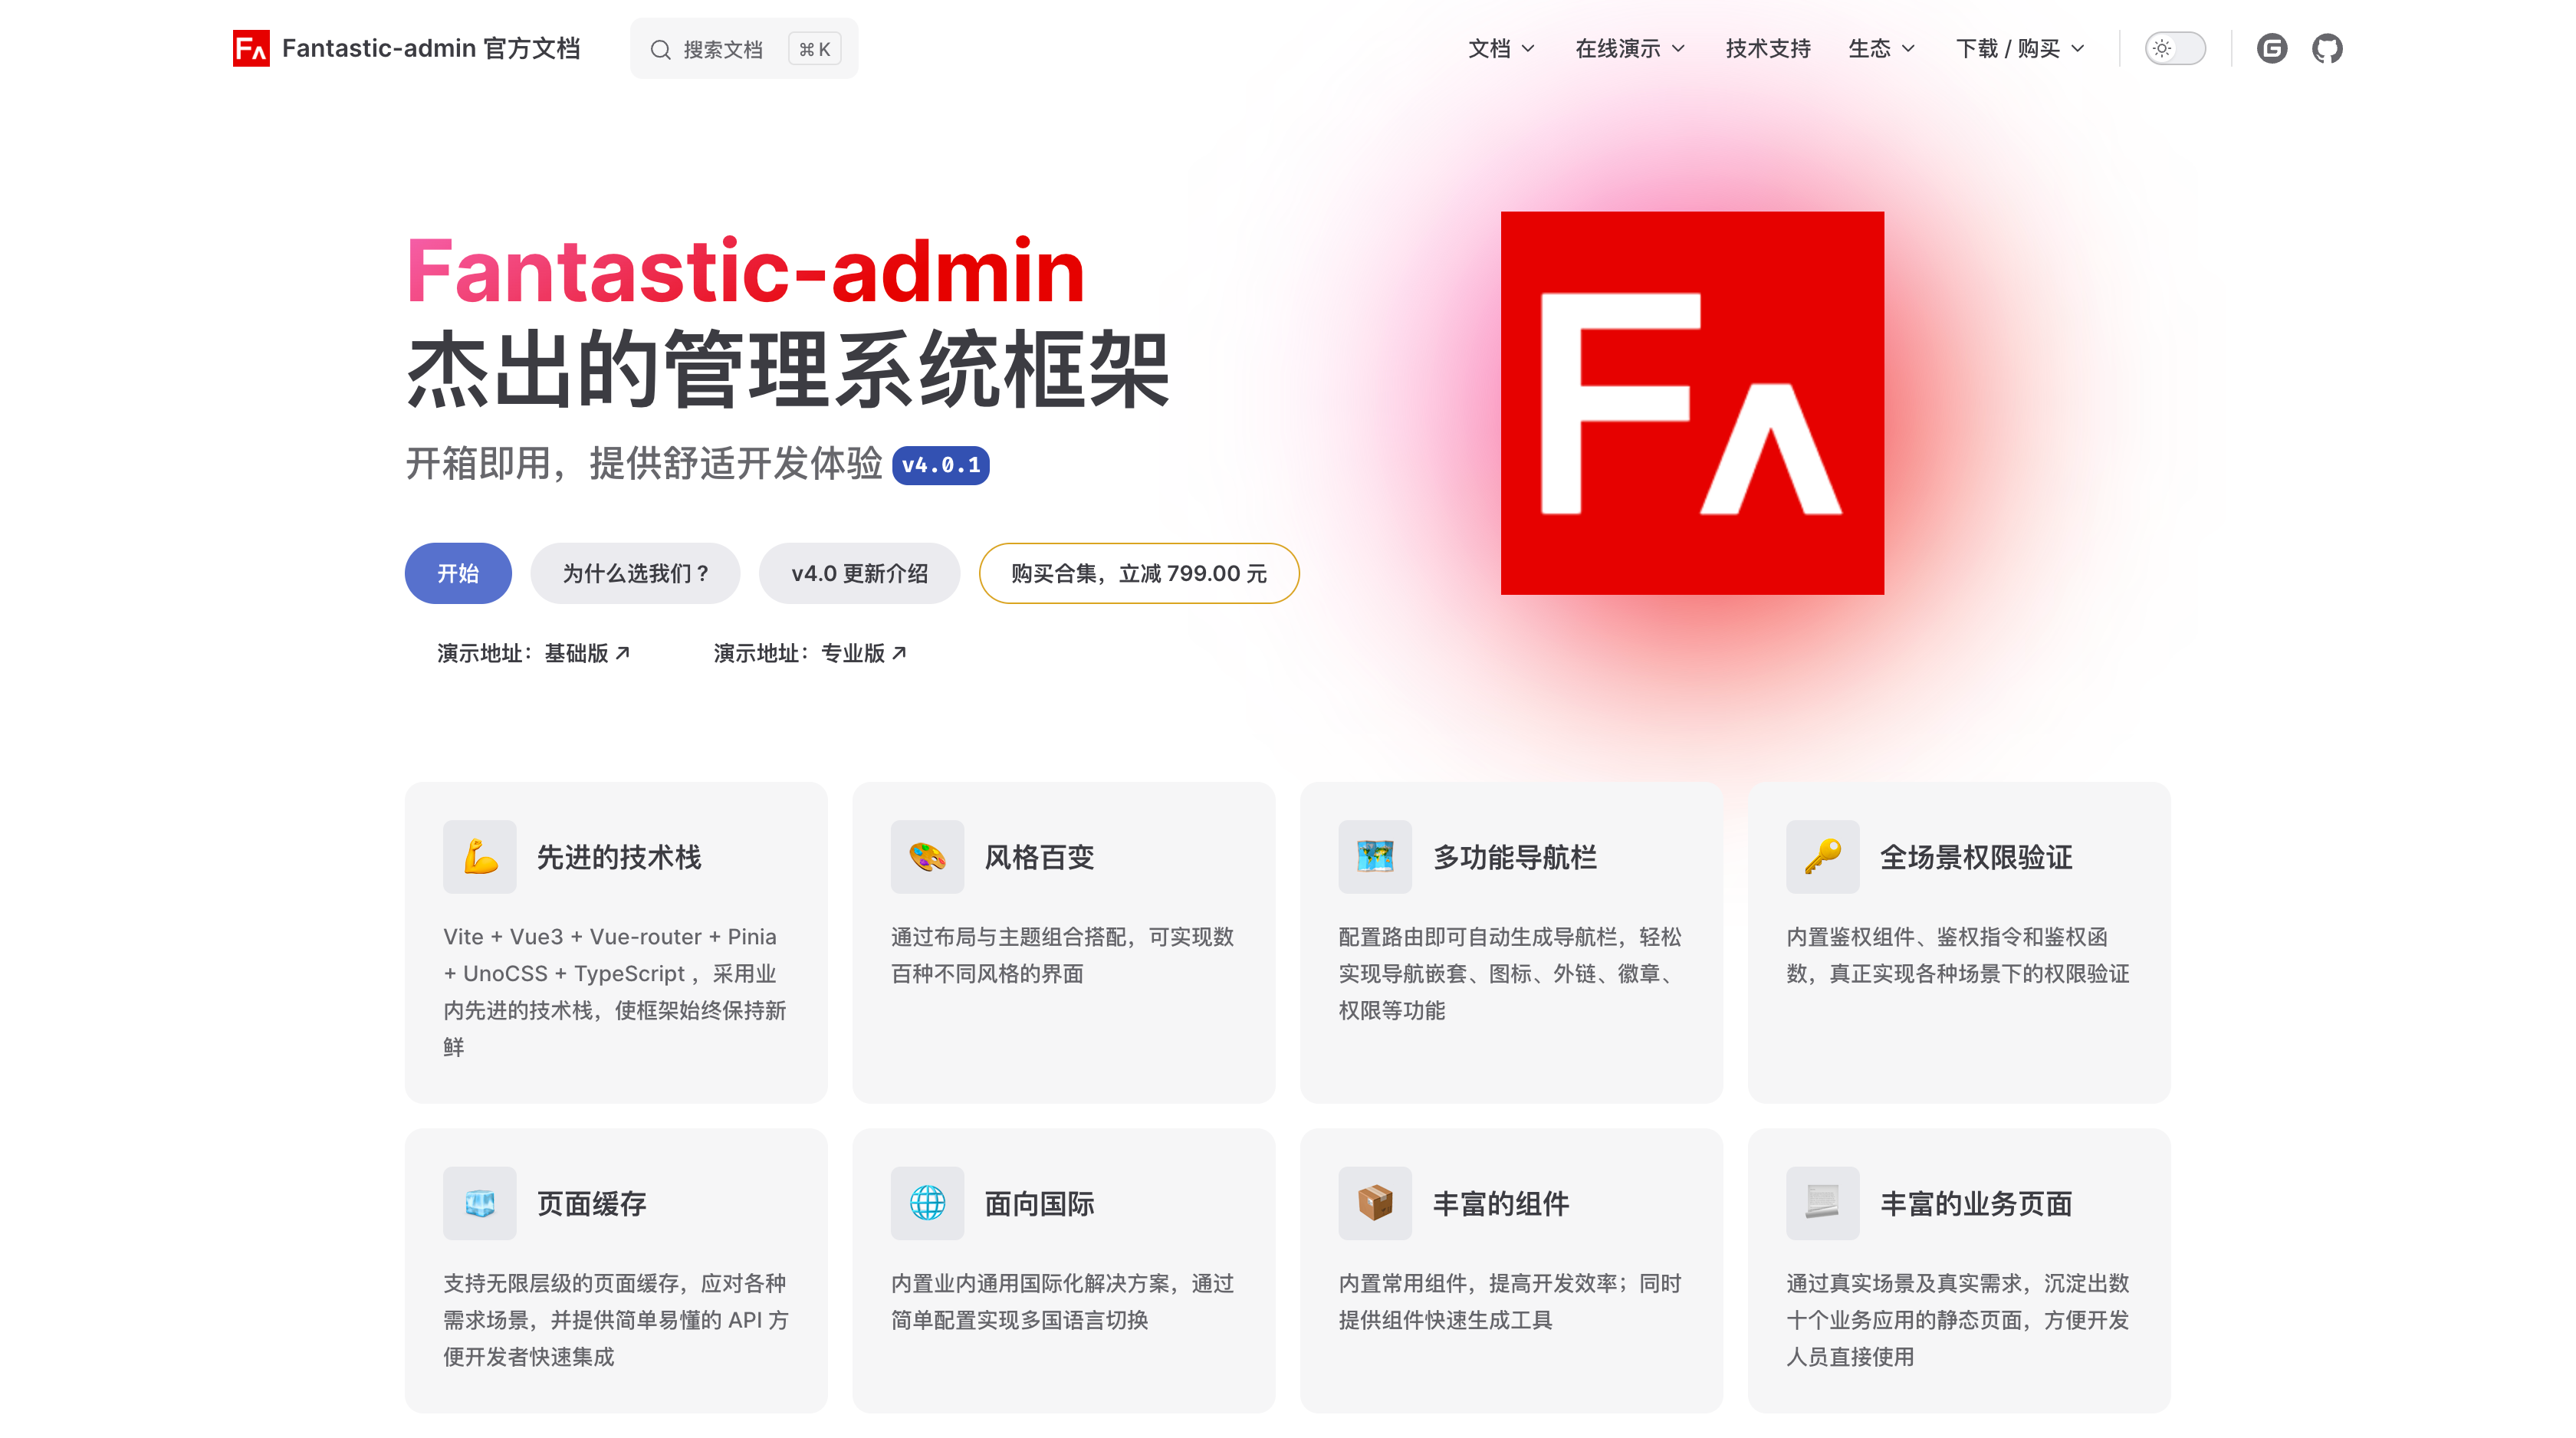 Fantastic-admin 官方文档
搜索文档 ⌘ K
文档
在线演示
技术支持
生态
下载 / 购买
Fantastic-admin
杰出的管理系统框架
开箱即用，提供舒适开发体验 v4.0.1
开始
为什么选我们？
v4.0 更新介绍
购买合集，立减 799.00 元
演示地址：基础版
演示地址：专业版
FA
先进的技术栈
Vite + Vue3 + Vue-router + Pinia
+ UnoCSS + TypeScript ，采用业
内先进的技术栈，使框架始终保持新
鲜
风格百变
通过布局与主题组合搭配，可实现数
百种不同风格的界面
多功能导航栏
配置路由即可自动生成导航栏，轻松
实现导航嵌套、图标、外链、徽章、
权限等功能
全场景权限验证
内置鉴权组件、鉴权指令和鉴权函
数，真正实现各种场景下的权限验证
页面缓存
支持无限层级的页面缓存，应对各种
需求场景，并提供简单易懂的 API 方
便开发者快速集成
面向国际
内置业内通用国际化解决方案，通过
简单配置实现多国语言切换
丰富的组件
内置常用组件，提高开发效率；同时
提供组件快速生成工具
丰富的业务页面
通过真实场景及真实需求，沉淀出数
十个业务应用的静态页面，方便开发
人员直接使用